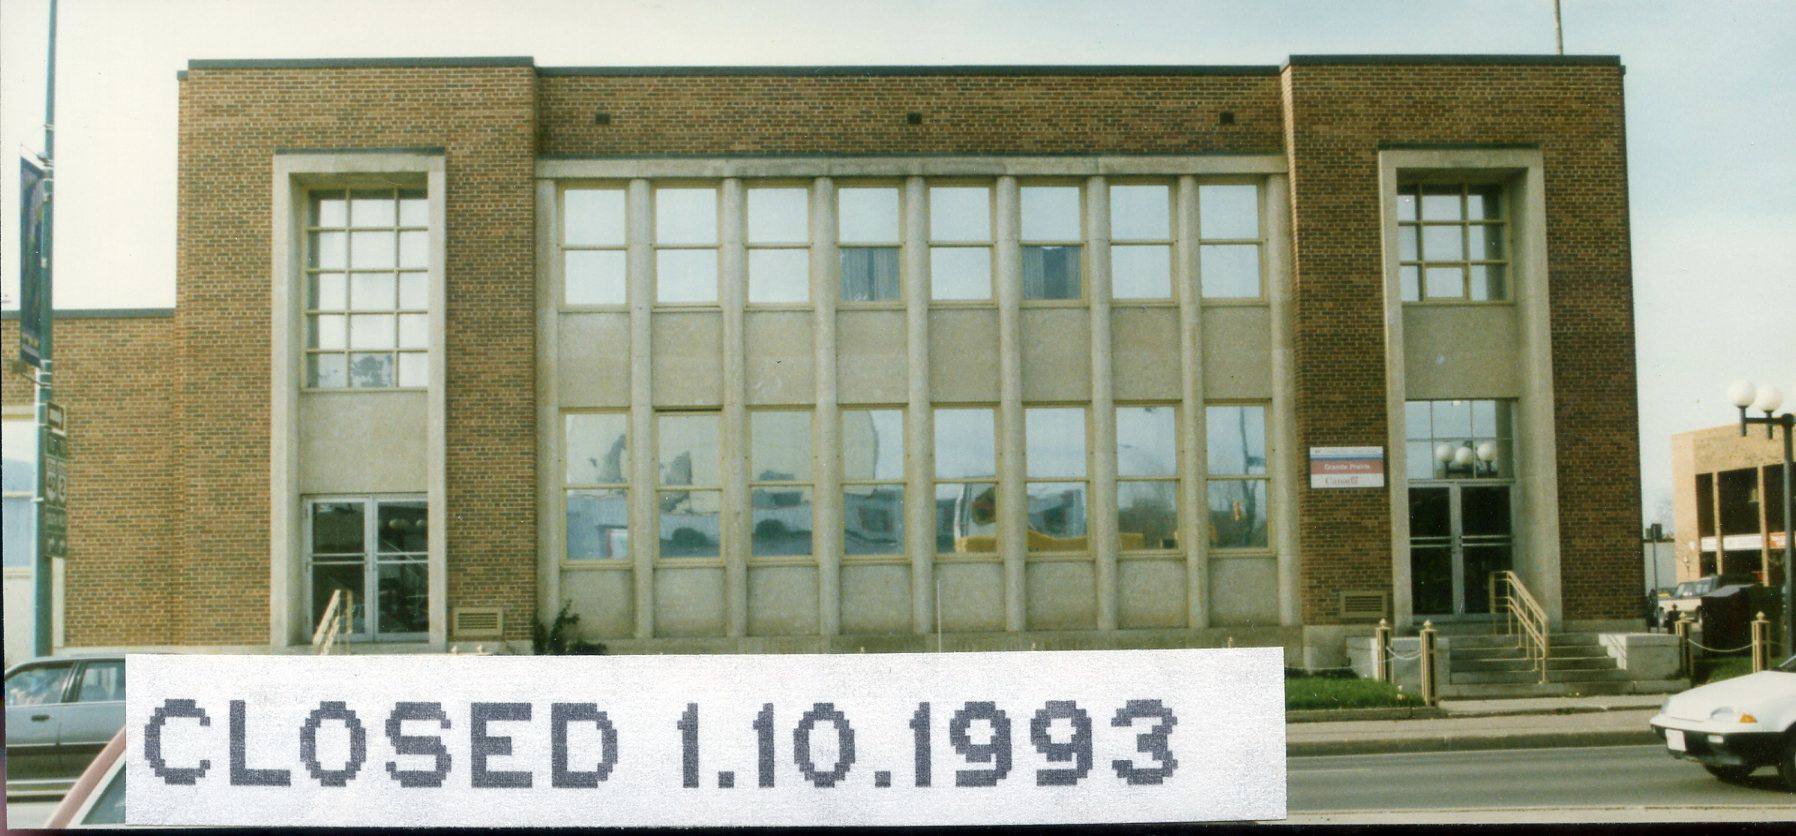 Grande Prairie
Canada
CLOSED 1.10.1993